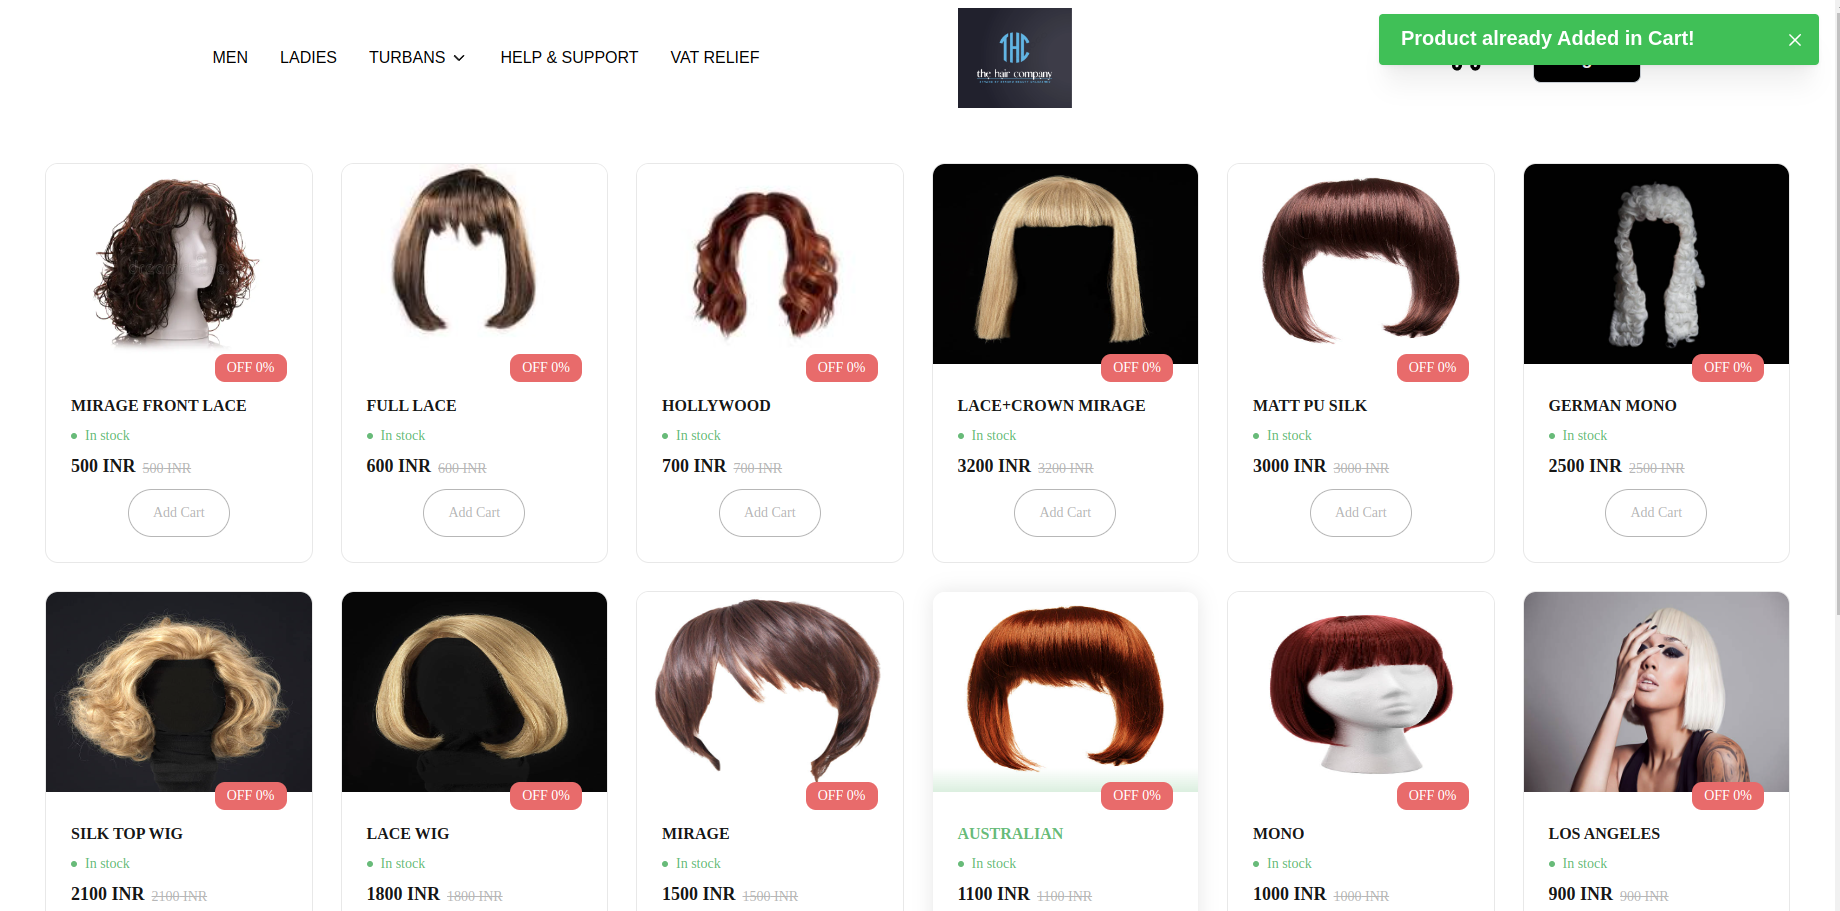 MEN LADIES TURBANS HELP & SUPPORT VAT RELIEF
THC
the hair company
Product already Added in Cart!
OFF 0% OFF 0% OFF 0% OFF 0% OFF 0% OFF 0%
MIRAGE FRONT LACE FULL LACE HOLLYWOOD LACE+CROWN MIRAGE MATT PU SILK GERMAN MONO
In stock In stock In stock In stock In stock In stock
500 INR 500 INR 600 INR 600 INR 700 INR 700 INR 3200 INR 3200 INR 3000 INR 3000 INR 2500 INR 2500 INR
Add Cart Add Cart Add Cart Add Cart Add Cart Add Cart
OFF 0% OFF 0% OFF 0% OFF 0% OFF 0% OFF 0%
SILK TOP WIG LACE WIG MIRAGE AUSTRALIAN MONO LOS ANGELES
In stock In stock In stock In stock In stock In stock
2100 INR 2100 INR 1800 INR 1800 INR 1500 INR 1500 INR 1100 INR 1100 INR 1000 INR 1000 INR 900 INR 900 INR